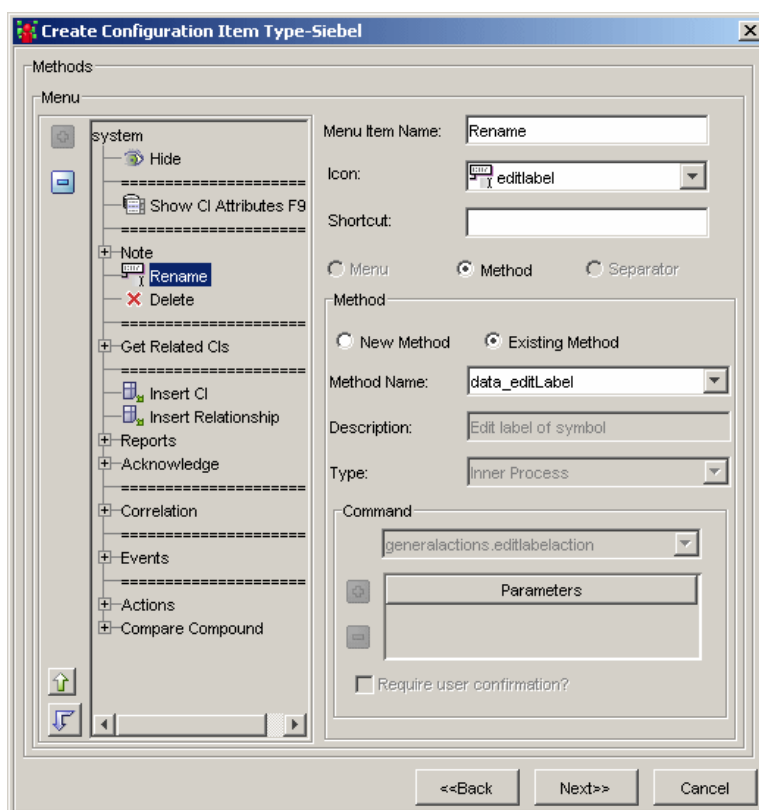 Create Configuration Item Type-Siebel
Methods
Menu
system
Hide
=====================
Show CI Attributes F9
=====================
Note
Rename
Delete
=====================
Get Related CIs
=====================
Insert CI
Insert Relationship
Reports
Acknowledge
=====================
Correlation
=====================
Events
=====================
Actions
Compare Compound
Menu Item Name: Rename
Icon: editlabel
Shortcut:
Menu Method Separator
Method
New Method Existing Method
Method Name: data_editLabel
Description: Edit label of symbol
Type: Inner Process
Command
generalactions.editlabelaction
Parameters
Require user confirmation?
<<Back Next>> Cancel